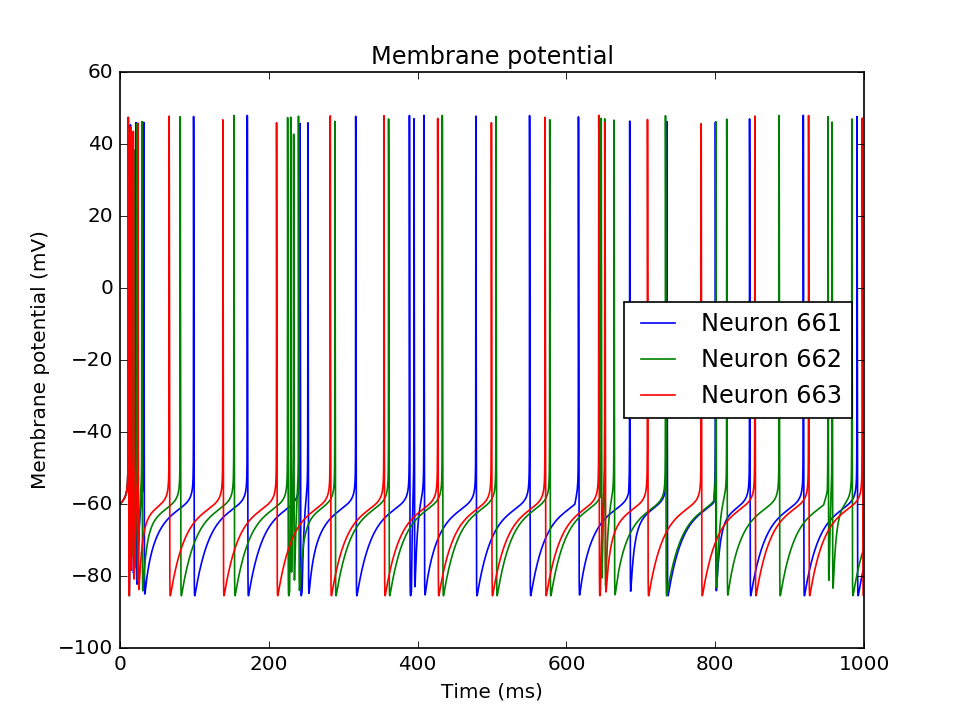 Membrane potential
60
40
20
0
−20
−40
−60
−80
−100
Membrane potential (mV)
Neuron 661
Neuron 662
Neuron 663
0 200 400 600 800 1000
Time (ms)